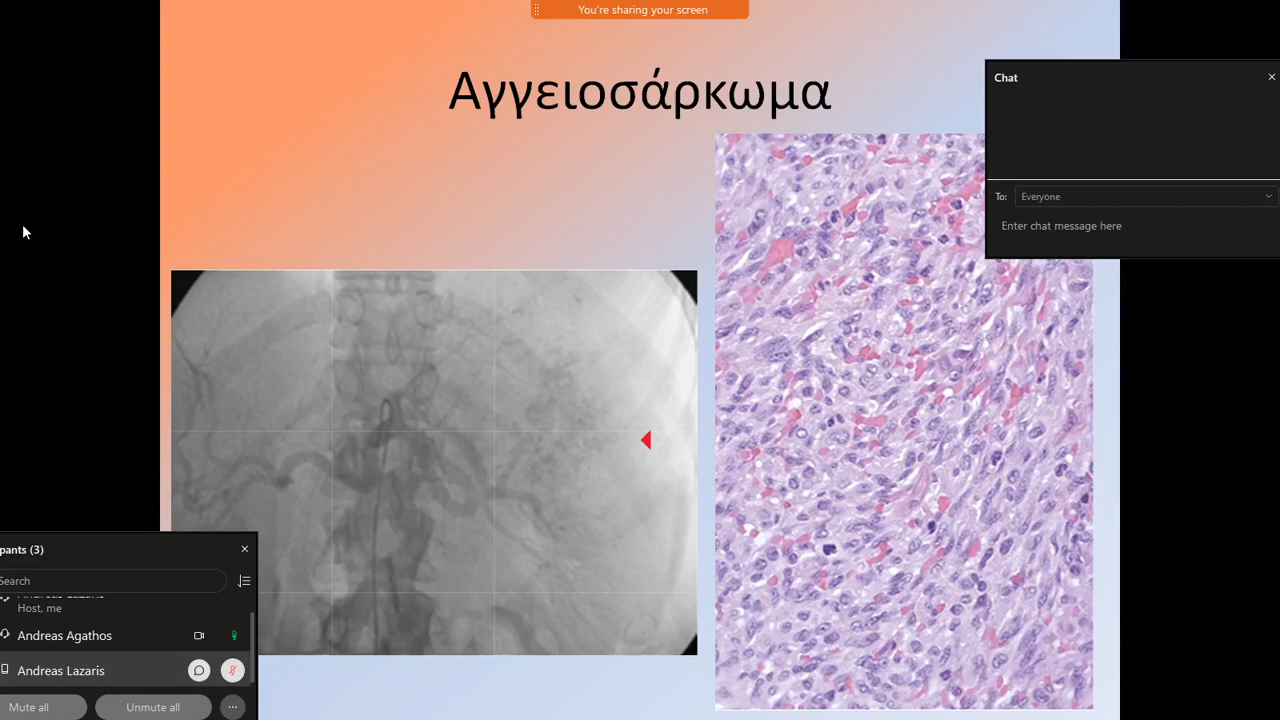 You're sharing your screen
Αγγειοσάρκωμα
Chat
To: Everyone
Enter chat message here
pants (3)
Search
Host, me
Andreas Agathos
Andreas Lazaris
Mute all
Unmute all